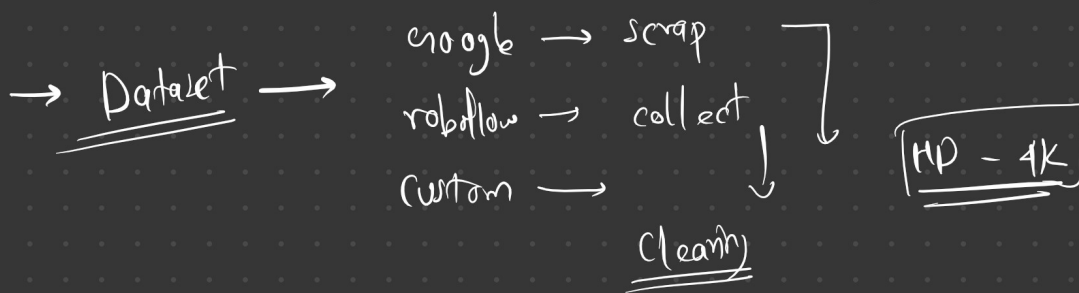 → Dataset → google → scrap
roboflow → collect
custom →
HD - 4K
Cleaning